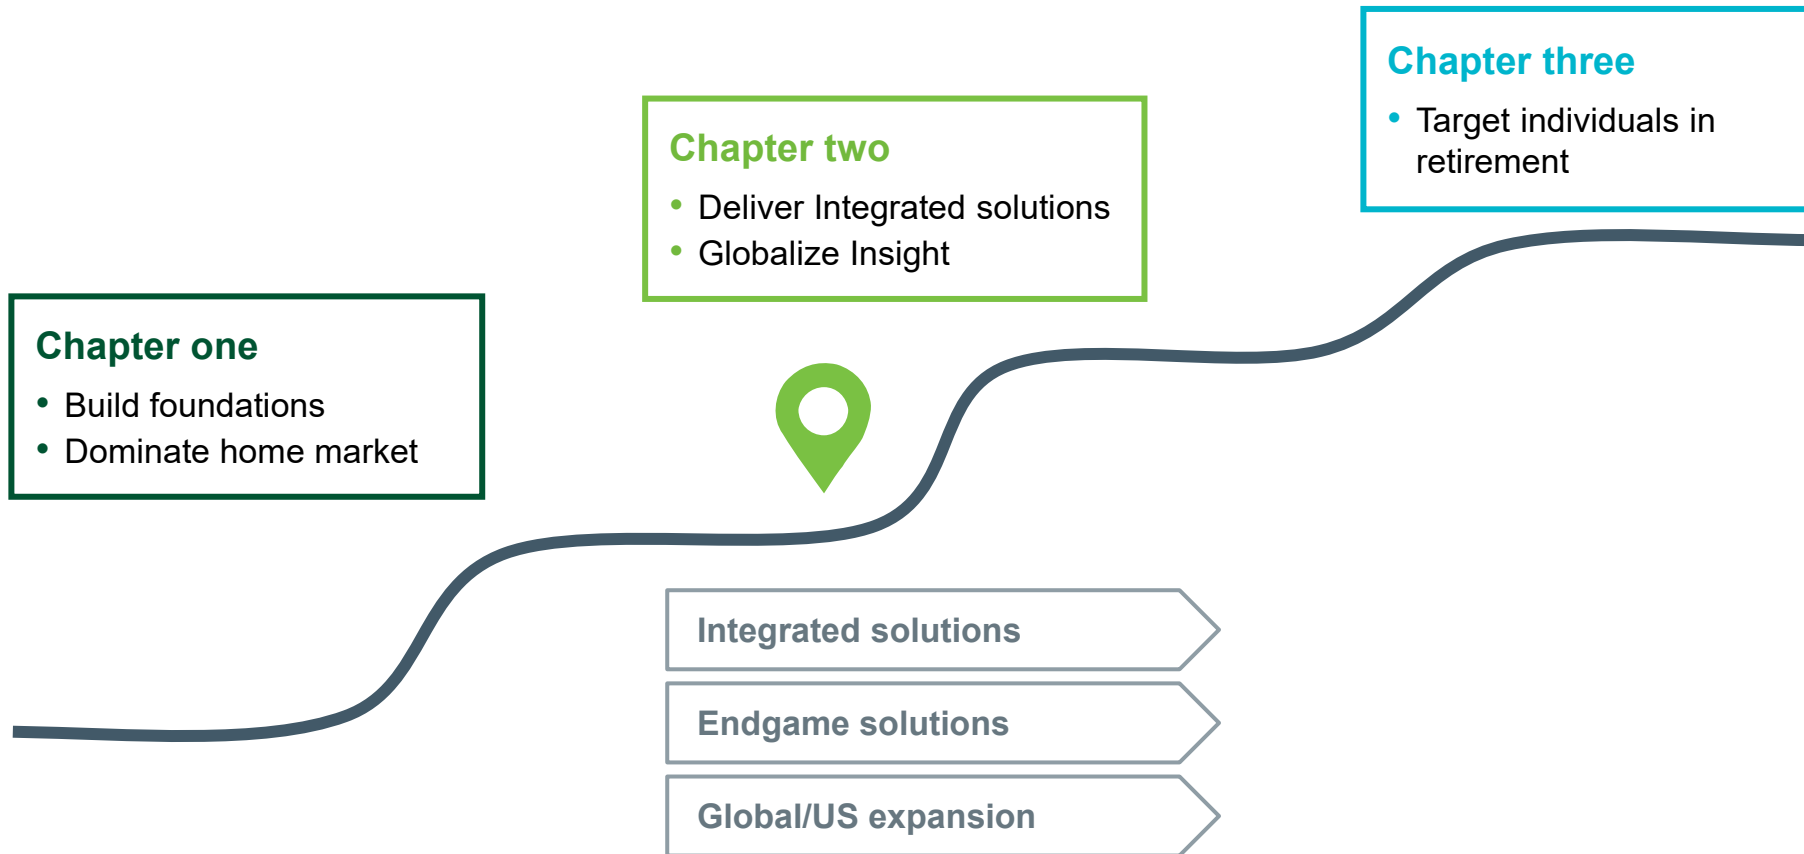 Chapter one
• Build foundations
• Dominate home market
Chapter two
• Deliver Integrated solutions
• Globalize Insight
Chapter three
• Target individuals in
retirement
Integrated solutions
Endgame solutions
Global/US expansion